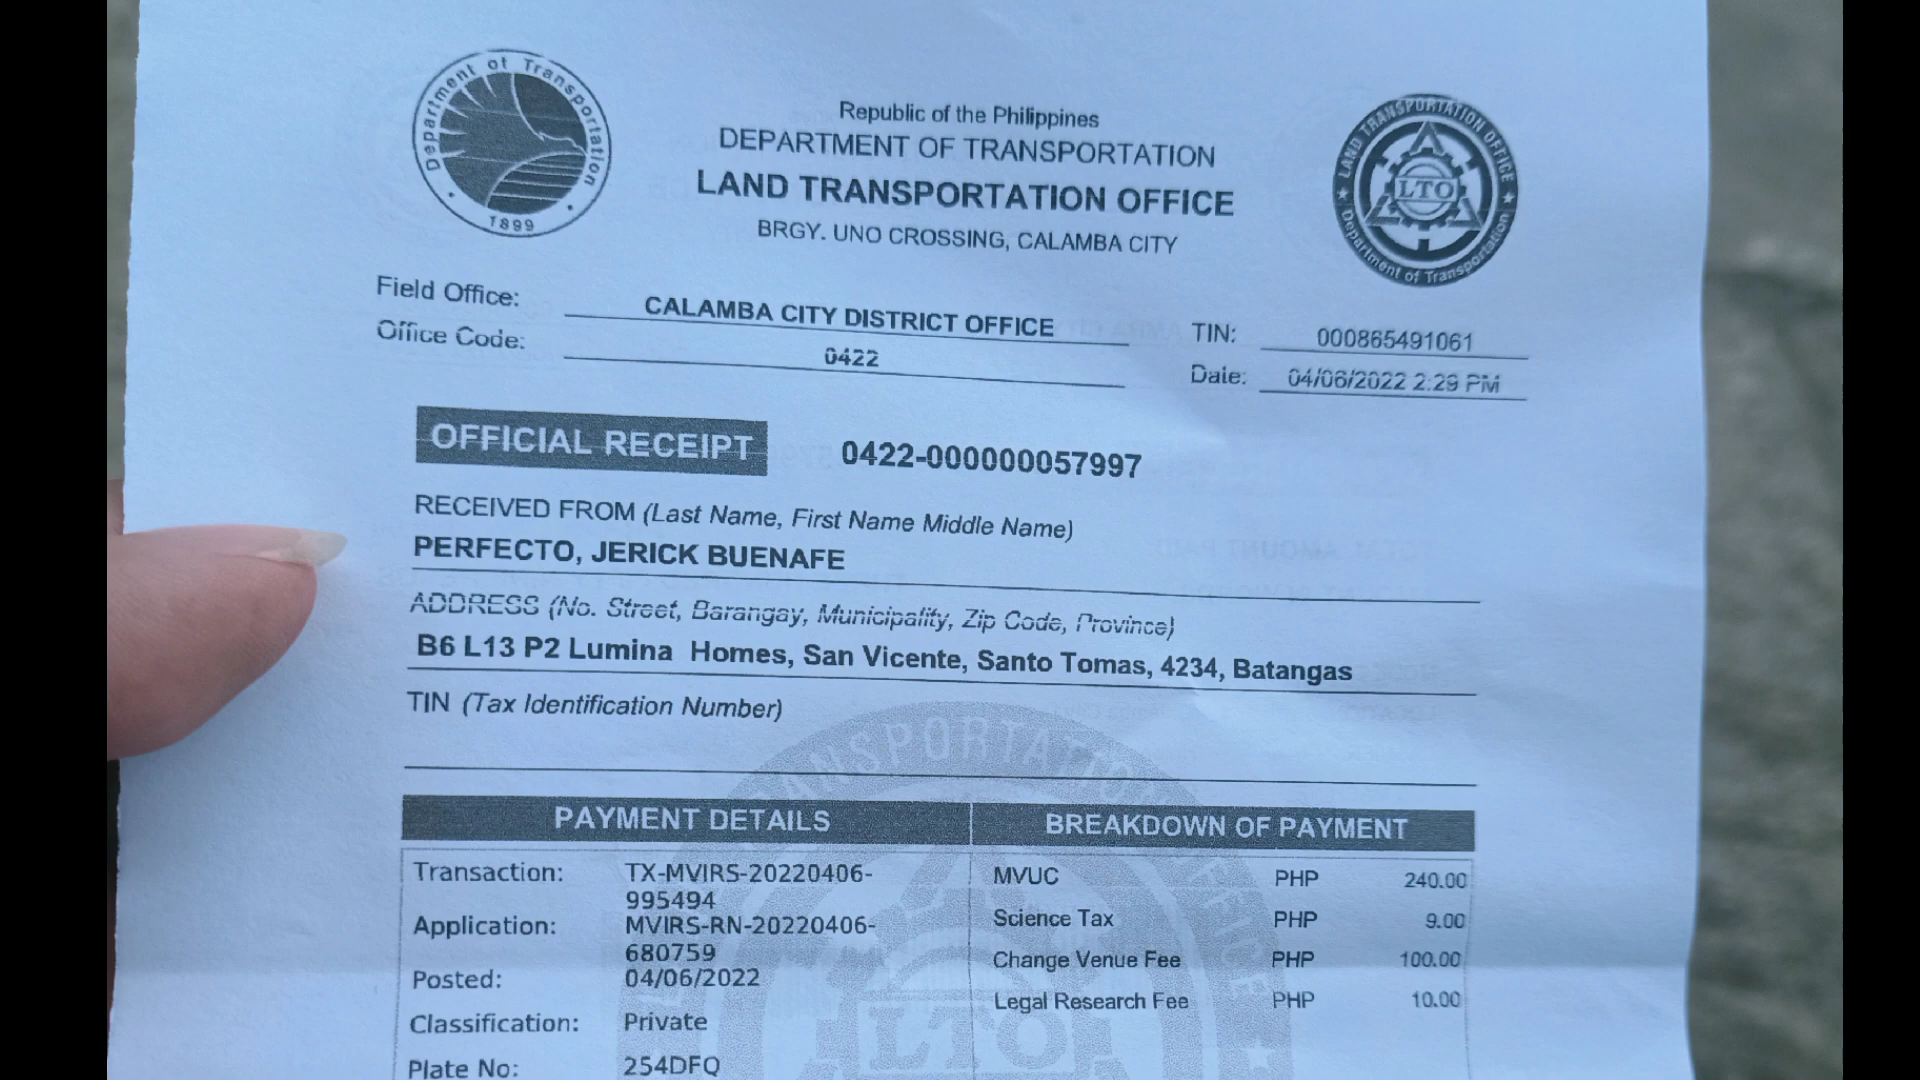 Department of Transportation
1899
Republic of the Philippines
DEPARTMENT OF TRANSPORTATION
LAND TRANSPORTATION OFFICE
BRGY. UNO CROSSING, CALAMBA CITY
LAND TRANSPORTATION OFFICE
LTO
Department of Transportation
Field Office: CALAMBA CITY DISTRICT OFFICE TIN: 000865491061
Office Code: 0422 Date: 04/06/2022 2:29 PM
OFFICIAL RECEIPT 0422-000000057997
RECEIVED FROM (Last Name, First Name Middle Name)
PERFECTO, JERICK BUENAFE
ADDRESS (No. Street, Barangay, Municipality, Zip Code, Province)
B6 L13 P2 Lumina Homes, San Vicente, Santo Tomas, 4234, Batangas
TIN (Tax Identification Number)
PAYMENT DETAILS BREAKDOWN OF PAYMENT
Transaction: TX-MVIRS-20220406-
995494
Application: MVIRS-RN-20220406-
680759
Posted: 04/06/2022
Classification: Private
Plate No: 254DFQ
MVUC PHP 240.00
Science Tax PHP 9.00
Change Venue Fee PHP 100.00
Legal Research Fee PHP 10.00
LTO